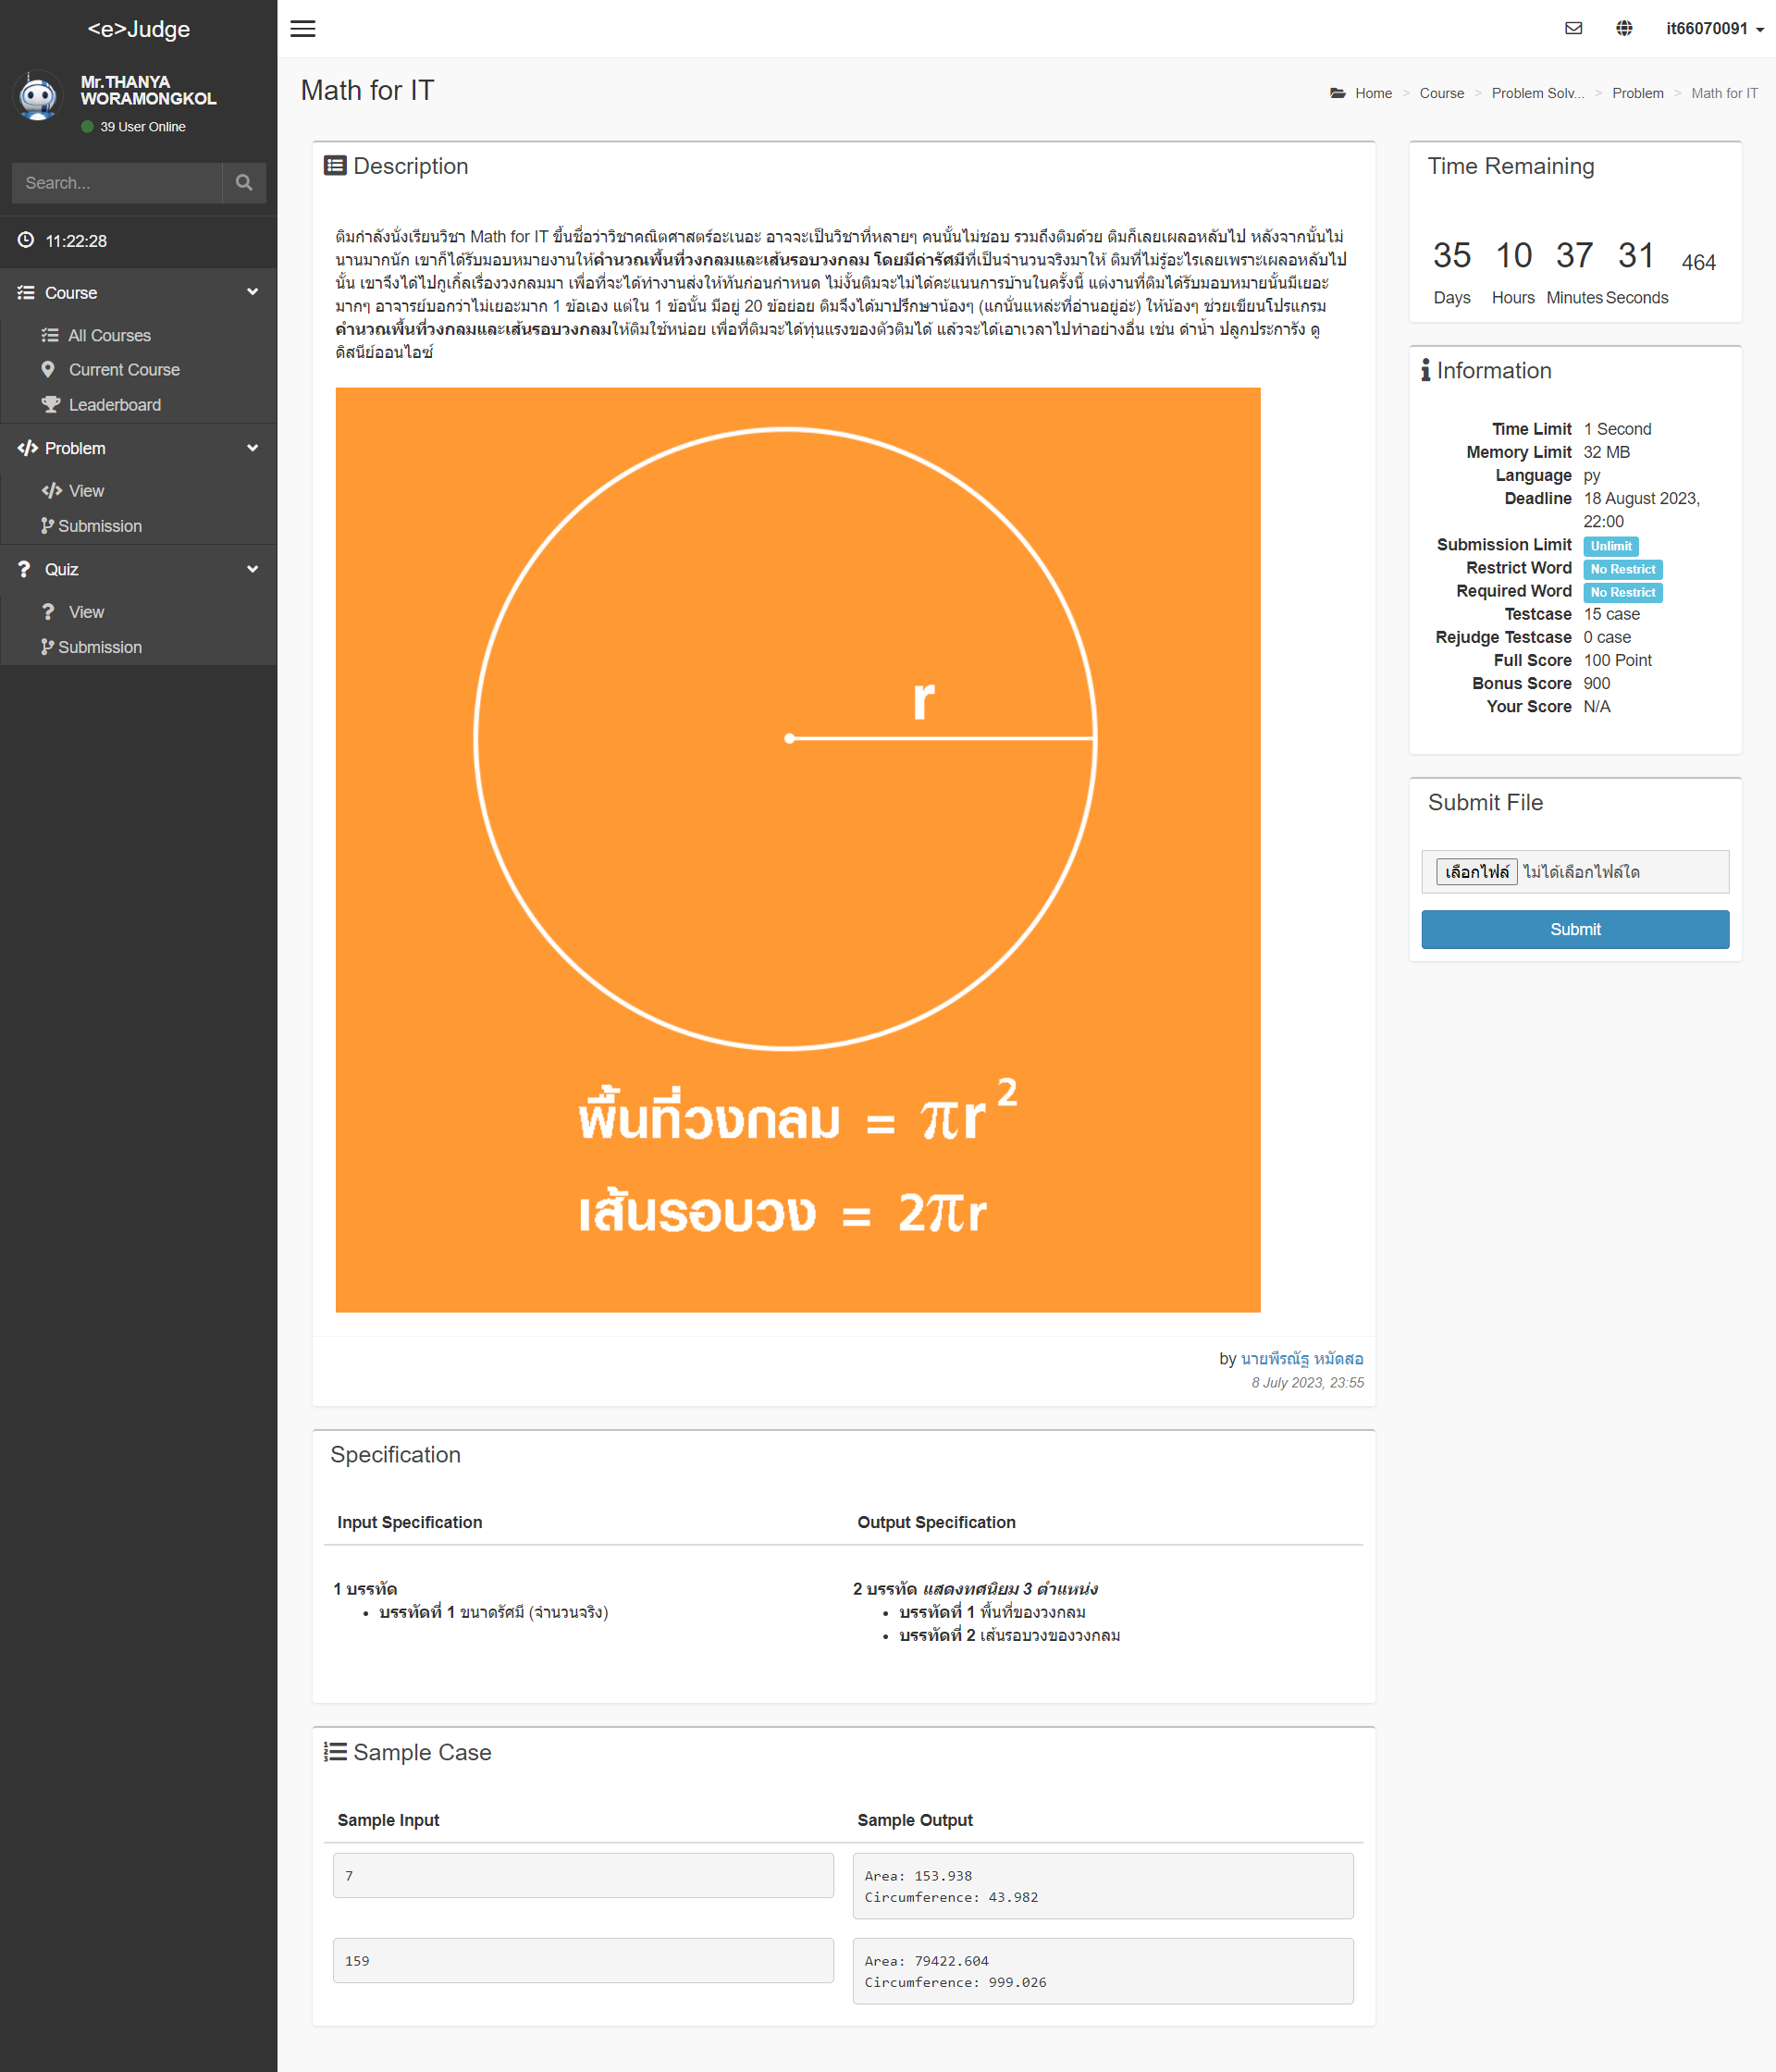 <e>Judge
Mr.THANYA
WORAMONGKOL
39 User Online
Search...
11:22:28
Course
All Courses
Current Course
Leaderboard
Problem
View
Submission
Quiz
View
Submission
it66070091
Math for IT
Home > Course > Problem Solv... > Problem > Math for IT
Description
ติมกำลังนั่งเรียนวิชา Math for IT ขึ้นชื่อว่าวิชาคณิตศาสตร์อะเนอะ อาจจะเป็นวิชาที่หลายๆ คนนั้นไม่ชอบ รวมถึงติมด้วย ติมก็เลยเผลอหลับไป หลังจากนั้นไม่
นานมากนัก เขาก็ได้รับมอบหมายงานให้คำนวณพื้นที่วงกลมและเส้นรอบวงกลม โดยมีค่ารัศมีที่เป็นจำนวนจริงมาให้ ติมที่ไม่รู้อะไรเลยเพราะเผลอหลับไป
นั้น เขาจึงได้ไปกูเกิ้ลเรื่องวงกลมมา เพื่อที่จะได้ทำงานส่งให้ทันก่อนกำหนด ไม่งั้นติมจะไม่ได้คะแนนการบ้านในครั้งนี้ แต่งานที่ติมได้รับมอบหมายนั้นมีเยอะ
มากๆ อาจารย์บอกว่าไม่เยอะมาก 1 ข้อเอง แต่ใน 1 ข้อนั้น มีอยู่ 20 ข้อย่อย ติมจึงได้มาปรึกษาน้องๆ (แกนั่นแหล่ะที่อ่านอยู่อ่ะ) ให้น้องๆ ช่วยเขียนโปรแกรม
คำนวณพื้นที่วงกลมและเส้นรอบวงกลมให้ติมใช้หน่อย เพื่อที่ติมจะได้ทุ่นแรงของตัวติมได้ แล้วจะได้เอาเวลาไปทำอย่างอื่น เช่น ดำน้ำ ปลูกปะการัง ดู
ดิสนีย์ออนไอซ์
r
พื้นที่วงกลม = πr²
เส้นรอบวง = 2πr
by นายพีรณัฐ หมัดสอ
8 July 2023, 23:55
Specification
Input Specification
Output Specification
1 บรรทัด
• บรรทัดที่ 1 ขนาดรัศมี (จำนวนจริง)
2 บรรทัด แสดงทศนิยม 3 ตำแหน่ง
• บรรทัดที่ 1 พื้นที่ของวงกลม
• บรรทัดที่ 2 เส้นรอบวงของวงกลม
Sample Case
Sample Input
Sample Output
7
Area: 153.938
Circumference: 43.982
159
Area: 79422.604
Circumference: 999.026
Time Remaining
35 10 37 31 464
Days Hours Minutes Seconds
Information
Time Limit 1 Second
Memory Limit 32 MB
Language py
Deadline 18 August 2023,
22:00
Submission Limit Unlimit
Restrict Word No Restrict
Required Word No Restrict
Testcase 15 case
Rejudge Testcase 0 case
Full Score 100 Point
Bonus Score 900
Your Score N/A
Submit File
เลือกไฟล์ ไม่ได้เลือกไฟล์ใด
Submit